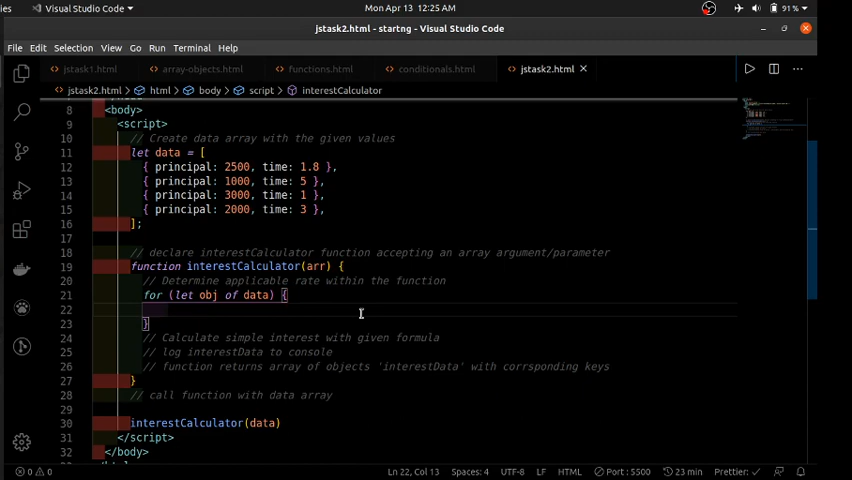 ies Visual Studio Code Mon Apr 13 12:25 AM 91 %
jstask2.html - startng - Visual Studio Code
File Edit Selection View Go Run Terminal Help
jstask1.html array-objects.html functions.html conditionals.html jstask2.html
jstask2.html html body script interestCalculator
8 <body>
9 <script>
10 // Create data array with the given values
11 let data = [
12 { principal: 2500, time: 1.8 },
13 { principal: 1000, time: 5 },
14 { principal: 3000, time: 1 },
15 { principal: 2000, time: 3 },
16 ];
17
18 // declare interestCalculator function accepting an array argument/parameter
19 function interestCalculator(arr) {
20 // Determine applicable rate within the function
21 for (let obj of data) {
22
23 }
24 // Calculate simple interest with given formula
25 // log interestData to console
26 // function returns array of objects 'interestData' with corrsponding keys
27 }
28 // call function with data array
29
30 interestCalculator(data)
31 </script>
32 </body>
0 0 Ln 22, Col 13 Spaces: 4 UTF-8 LF HTML Port : 5500 23 min Prettier: